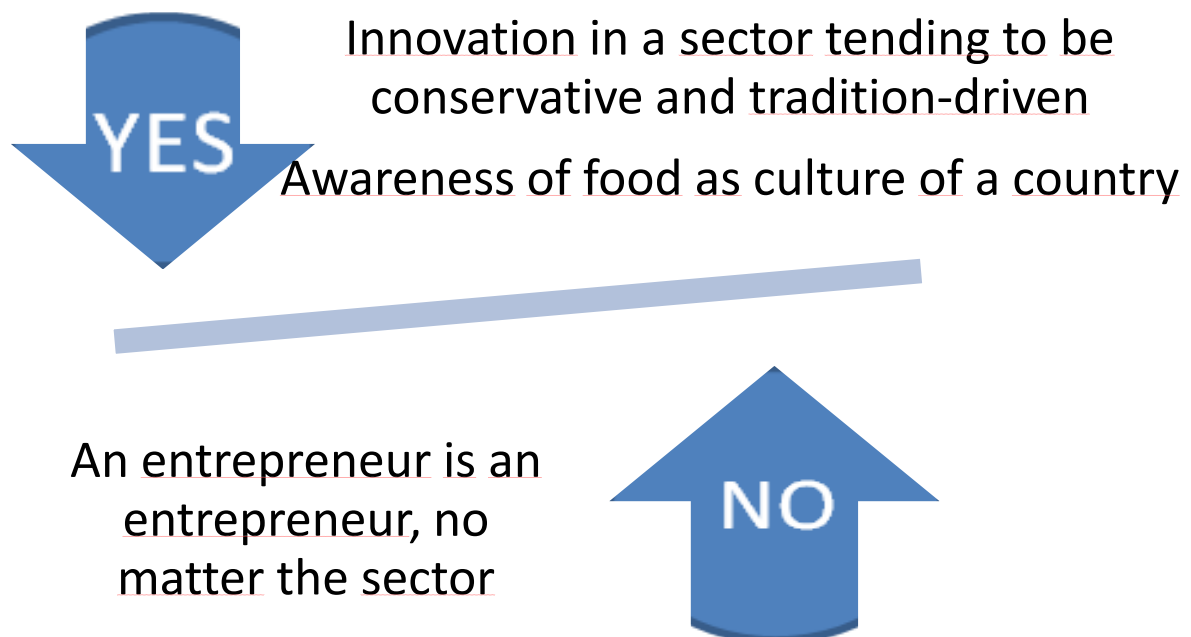 YES
Innovation in a sector tending to be
conservative and tradition-driven
Awareness of food as culture of a country
An entrepreneur is an
entrepreneur, no
matter the sector
NO